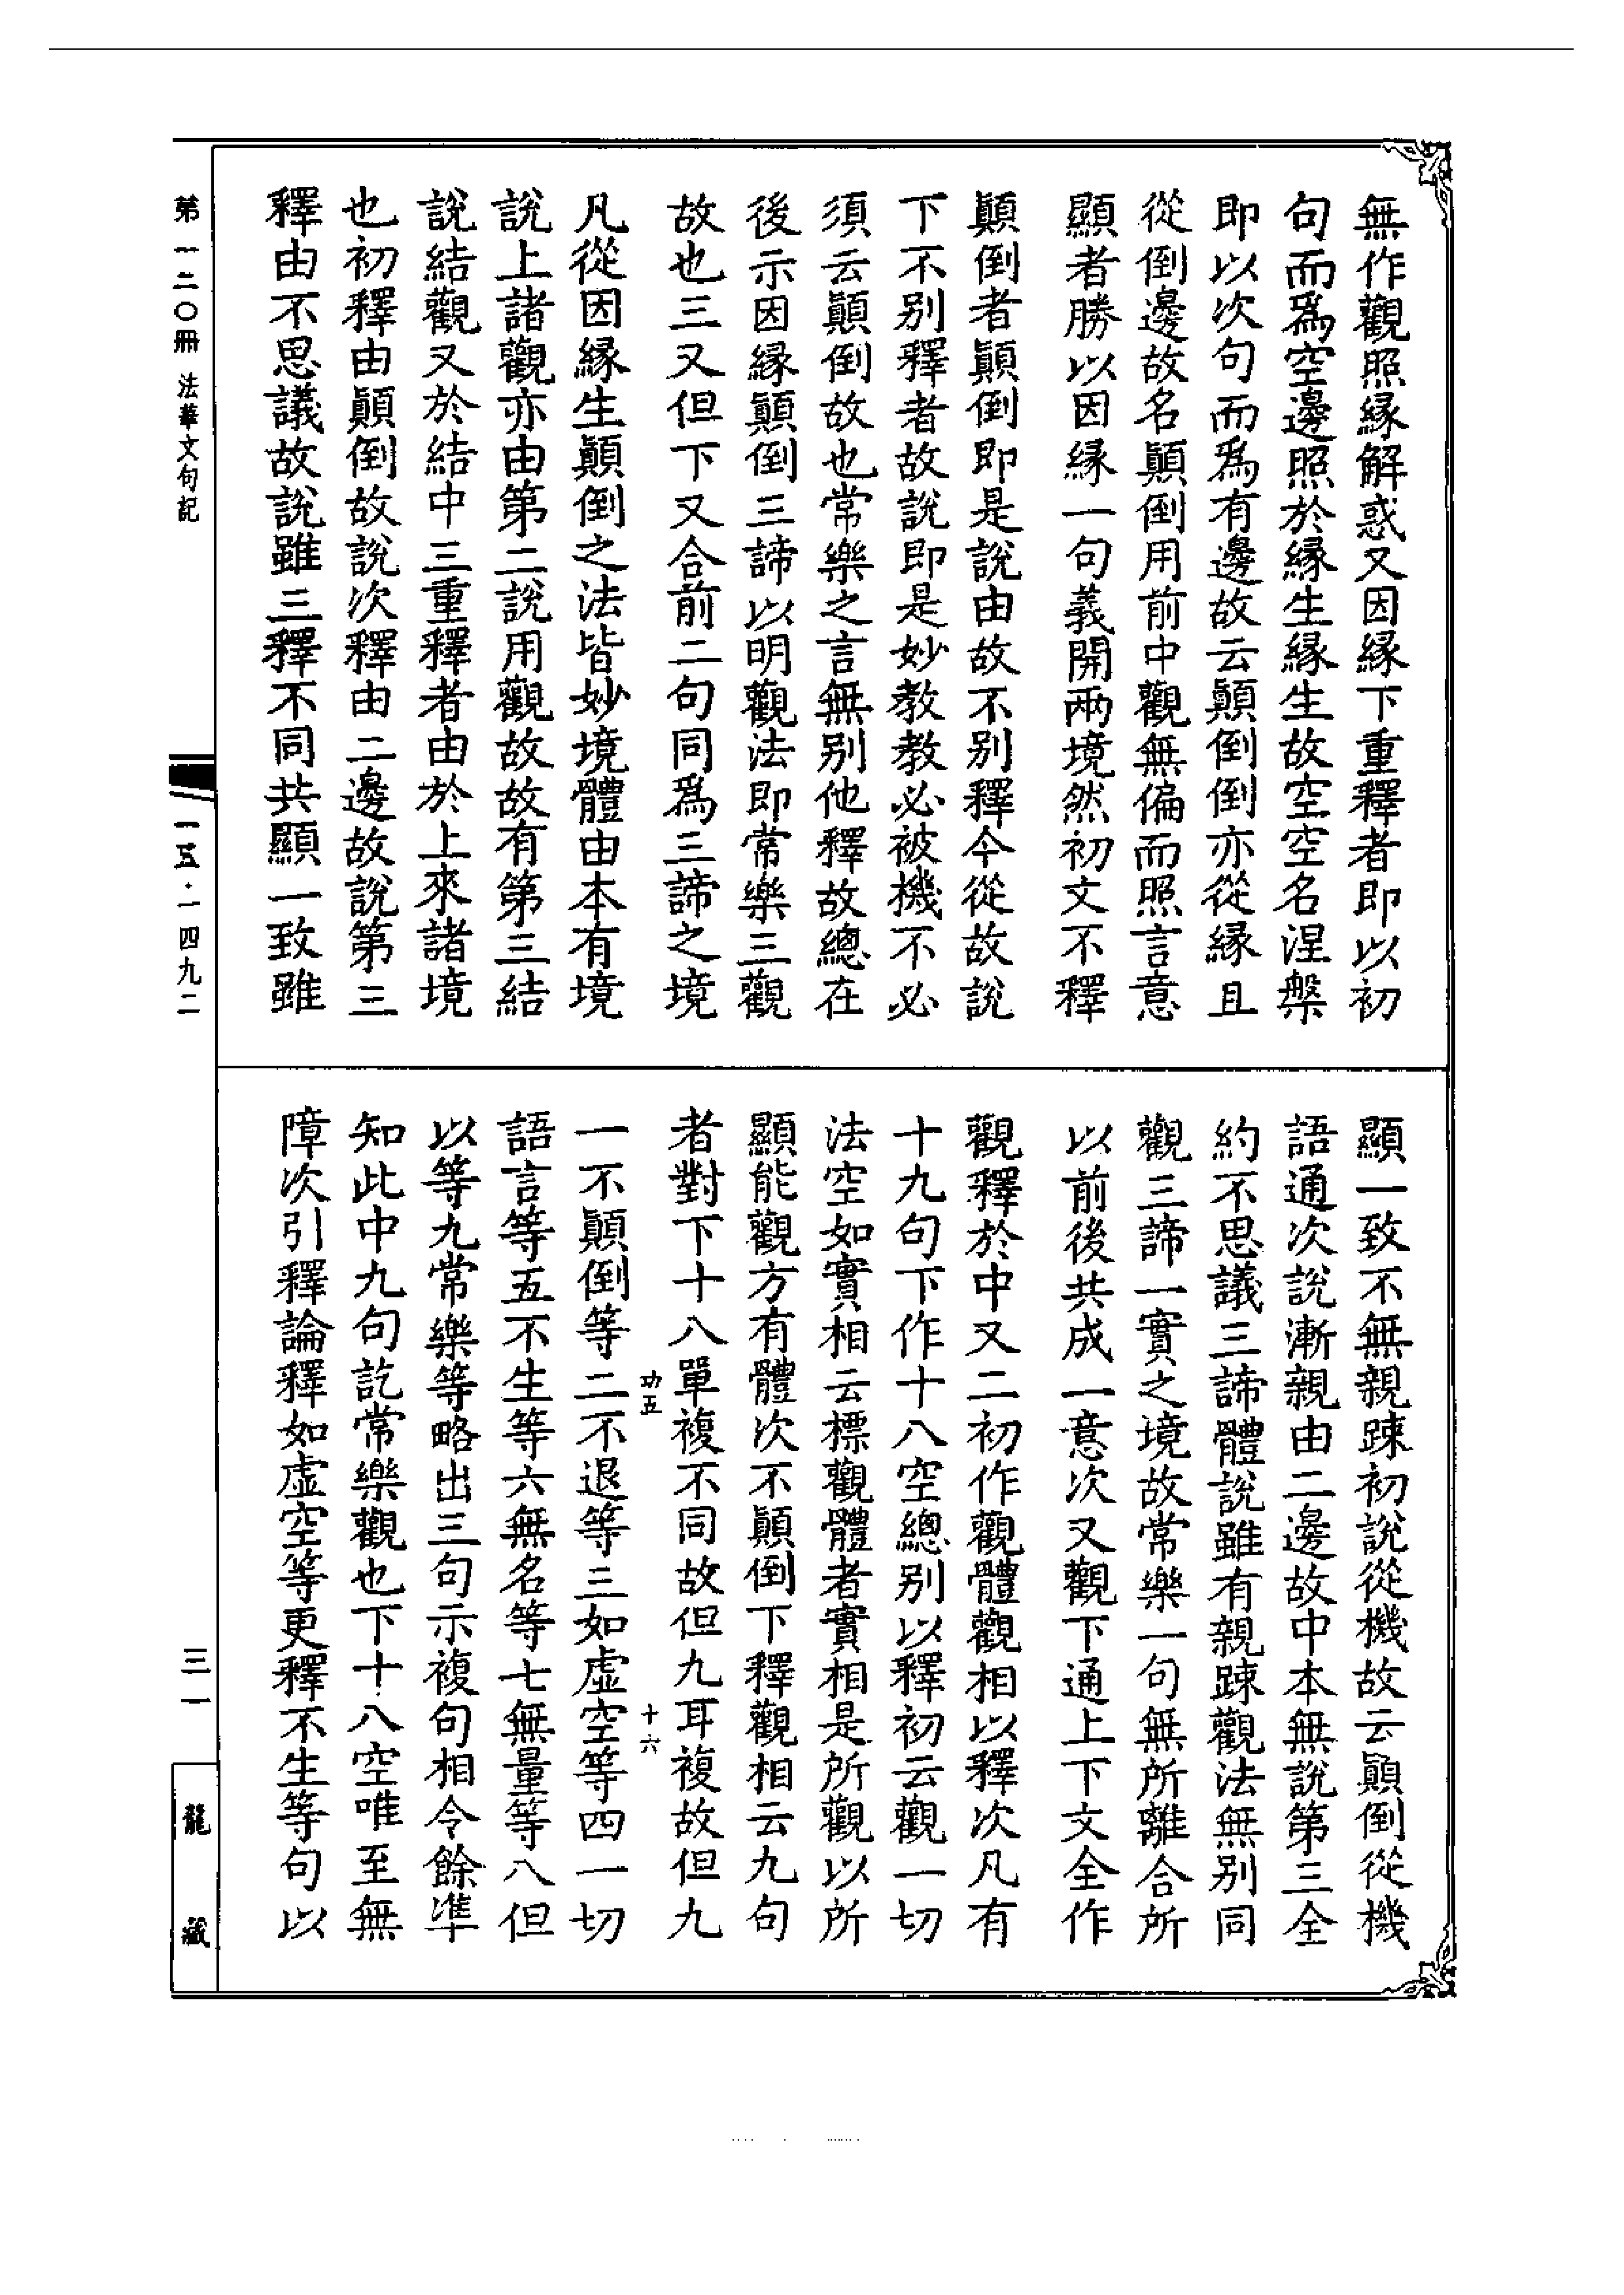 無作觀照緣解惑又因緣下重釋者即以初
句而爲空邊照於緣生緣生故空空名涅槃
即以次句而爲有邊故云顚倒倒亦從緣且
從倒邊故名顚倒用前中觀無偏而照言意
顯者勝以因緣一句義開兩境然初文不釋
顚倒者顚倒即是說由故不别釋今從故說
下不别釋者故說即是妙教教必被機不必
須云顚倒故也常樂之言無别他釋故總在
後示因緣顚倒三諦以明觀法即常樂三觀
故也三又但下又合前二句同爲三諦之境
凡從因緣生顚倒之法皆妙境體由本有境
說上諸觀亦由第二說用觀故故有第三結
說結觀又於結中三重釋者由於上來諸境
也初釋由顚倒故說次釋由二邊故說第三
釋由不思議故說雖三釋不同共顯一致雖
顯一致不無親踈初說從機故云顚倒從機
語通次說漸親由二邊故中本無說第三全
約不思議三諦體說雖有親踈觀法無别同
觀三諦一實之境故常樂一句無所離合所
以前後共成一意次又觀下通上下文全作
觀釋於中又二初作觀體觀相以釋次凡有
十九句下作十八空總别以釋初云觀一切
法空如實相云標觀體者實相是所觀以所
顯能觀方有體次不顚倒下釋觀相云九句
者對下十八單複不同故但九耳複故但九
功五
十六
一不顚倒等二不退等三如虛空等四一切
語言等五不生等六無名等七無量等八但
以等九常樂等略出三句示複句相令餘準
知此中九句訖常樂觀也下十八空唯至無
障次引釋論釋如虛空等更釋不生等句以
第一二〇冊 法華文句記
一五·一四九二
三一
龍藏